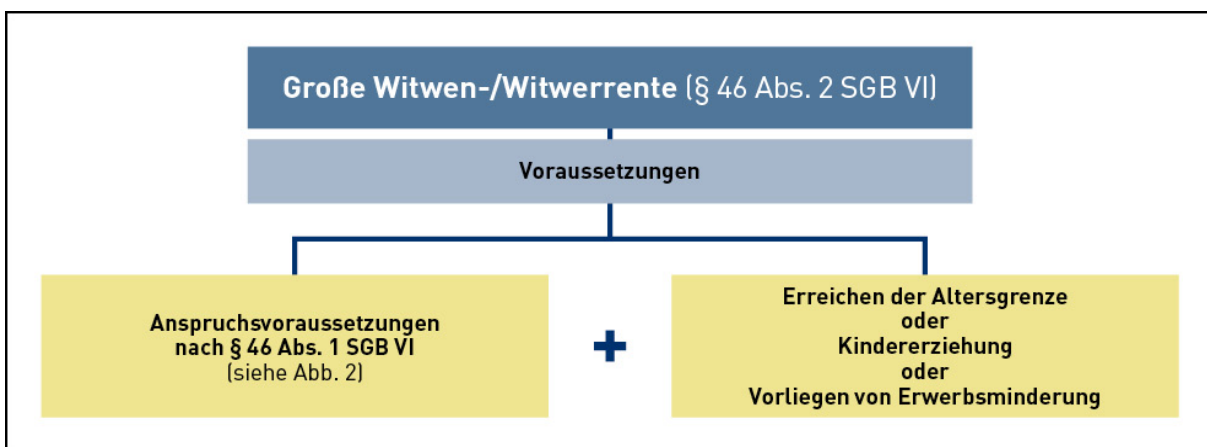 Große Witwen-/Witwerrente (§ 46 Abs. 2 SGB VI)
Voraussetzungen
Anspruchsvoraussetzungen
nach § 46 Abs. 1 SGB VI
(siehe Abb. 2)
+
Erreichen der Altersgrenze
oder
Kindererziehung
oder
Vorliegen von Erwerbsminderung